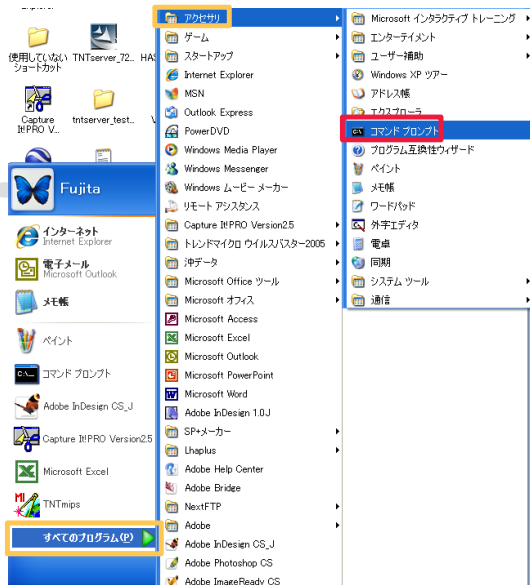 使用していない
ショートカット
TNTserver_72...
HAS
Capture
It!PRO V...
tntserver_test...
Fujita
インターネット
Internet Explorer
電子メール
Microsoft Outlook
メモ帳
ペイント
コマンド プロンプト
Adobe InDesign CS_J
Capture It!PRO Version2.5
Microsoft Excel
TNTmips
すべてのプログラム(P)
アクセサリ
ゲーム
スタートアップ
Internet Explorer
MSN
Outlook Express
PowerDVD
Windows Media Player
Windows Messenger
Windows ムービー メーカー
リモート アシスタンス
Capture It!PRO Version2.5
トレンドマイクロ ウイルスバスター2005
沖データ
Microsoft Office ツール
Microsoft オフィス
Microsoft Access
Microsoft Excel
Microsoft Outlook
Microsoft PowerPoint
Microsoft Word
Adobe InDesign 1.0J
SP+メーカー
Lhaplus
Adobe Help Center
Adobe Bridge
NextFTP
Adobe
Adobe InDesign CS_J
Adobe Photoshop CS
Adobe ImageReady CS
Microsoft インタラクティブ トレーニング
エンターテイメント
ユーザー補助
Windows XP ツアー
アドレス帳
エクスプローラ
コマンド プロンプト
プログラム互換性ウィザード
ペイント
メモ帳
ワードパッド
外字エディタ
電卓
同期
システム ツール
通信